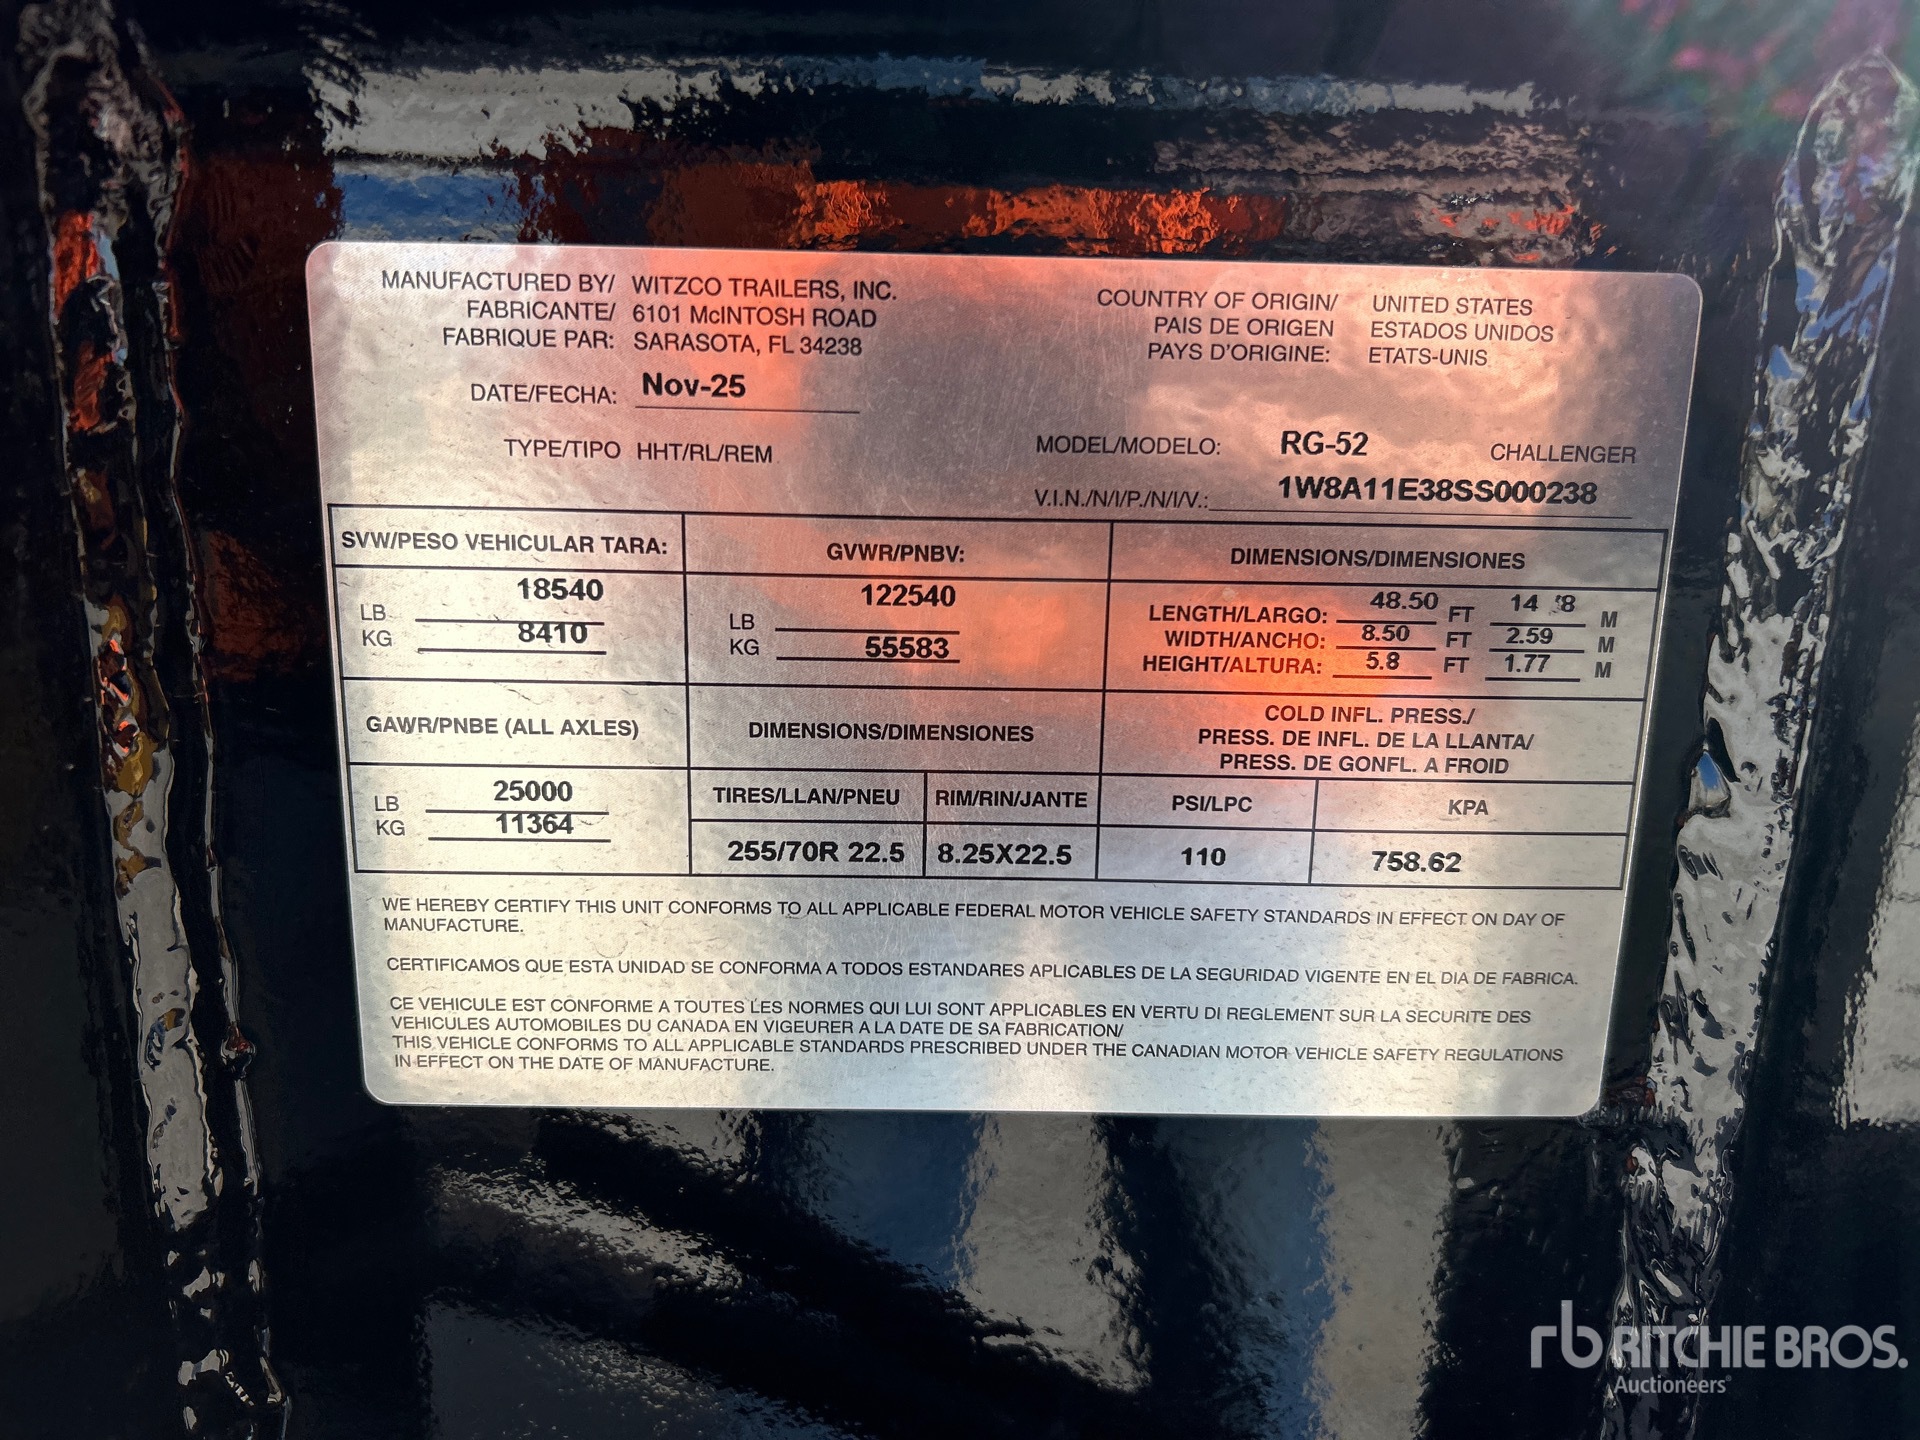 MANUFACTURED BY/ WITZCO TRAILERS, INC.
FABRICANTE/ 6101 McINTOSH ROAD
FABRIQUE PAR: SARASOTA, FL 34238
COUNTRY OF ORIGIN/ UNITED STATES
PAIS DE ORIGEN ESTADOS UNIDOS
PAYS D'ORIGINE: ETATS-UNIS
DATE/FECHA: Nov-25
TYPE/TIPO HHT/RL/REM
MODEL/MODELO: RG-52 CHALLENGER
V.I.N./N/I/P./N/I/V.: 1W8A11E38SS000238
SVW/PESO VEHICULAR TARA:
LB 18540
KG 8410
GVWR/PNBV:
LB 122540
KG 55583
DIMENSIONS/DIMENSIONES
LENGTH/LARGO: 48.50 FT 14 8 M
WIDTH/ANCHO: 8.50 FT 2.59 M
HEIGHT/ALTURA: 5.8 FT 1.77 M
GAWR/PNBE (ALL AXLES)
LB 25000
KG 11364
DIMENSIONS/DIMENSIONES
TIRES/LLAN/PNEU RIM/RIN/JANTE
255/70R 22.5 8.25X22.5
COLD INFL. PRESS./
PRESS. DE INFL. DE LA LLANTA/
PRESS. DE GONFL. A FROID
PSI/LPC KPA
110 758.62
WE HEREBY CERTIFY THIS UNIT CONFORMS TO ALL APPLICABLE FEDERAL MOTOR VEHICLE SAFETY STANDARDS IN EFFECT ON DAY OF
MANUFACTURE.
CERTIFICAMOS QUE ESTA UNIDAD SE CONFORMA A TODOS ESTANDARES APLICABLES DE LA SEGURIDAD VIGENTE EN EL DIA DE FABRICA.
CE VEHICULE EST CONFORME A TOUTES LES NORMES QUI LUI SONT APPLICABLES EN VERTU DI REGLEMENT SUR LA SECURITE DES
VEHICULES AUTOMOBILES DU CANADA EN VIGEURER A LA DATE DE SA FABRICATION/
THIS VEHICLE CONFORMS TO ALL APPLICABLE STANDARDS PRESCRIBED UNDER THE CANADIAN MOTOR VEHICLE SAFETY REGULATIONS
IN EFFECT ON THE DATE OF MANUFACTURE.
rb RITCHIE BROS.
Auctioneers